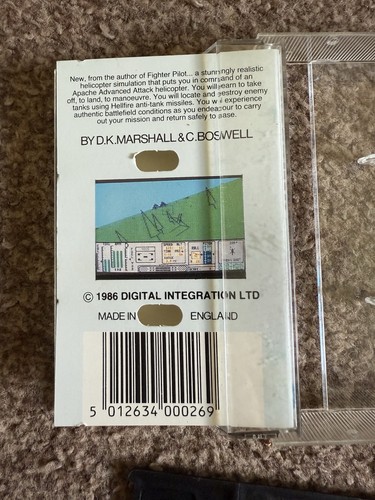 New, from the author of Fighter Pilot... a stunningly realistic
helicopter simulation that puts you in command of an
Apache Advanced Attack helicopter. You will learn to take
off, to land, to manoeuvre. You will locate and destroy enemy
tanks using Hellfire anti-tank missiles. You will experience
authentic battlefield conditions as you endeavour to carry
out your mission and return safely to base.
BY D.K. MARSHALL & C. BOSWELL
© 1986 DIGITAL INTEGRATION LTD
MADE IN ENGLAND
5 012634 000269